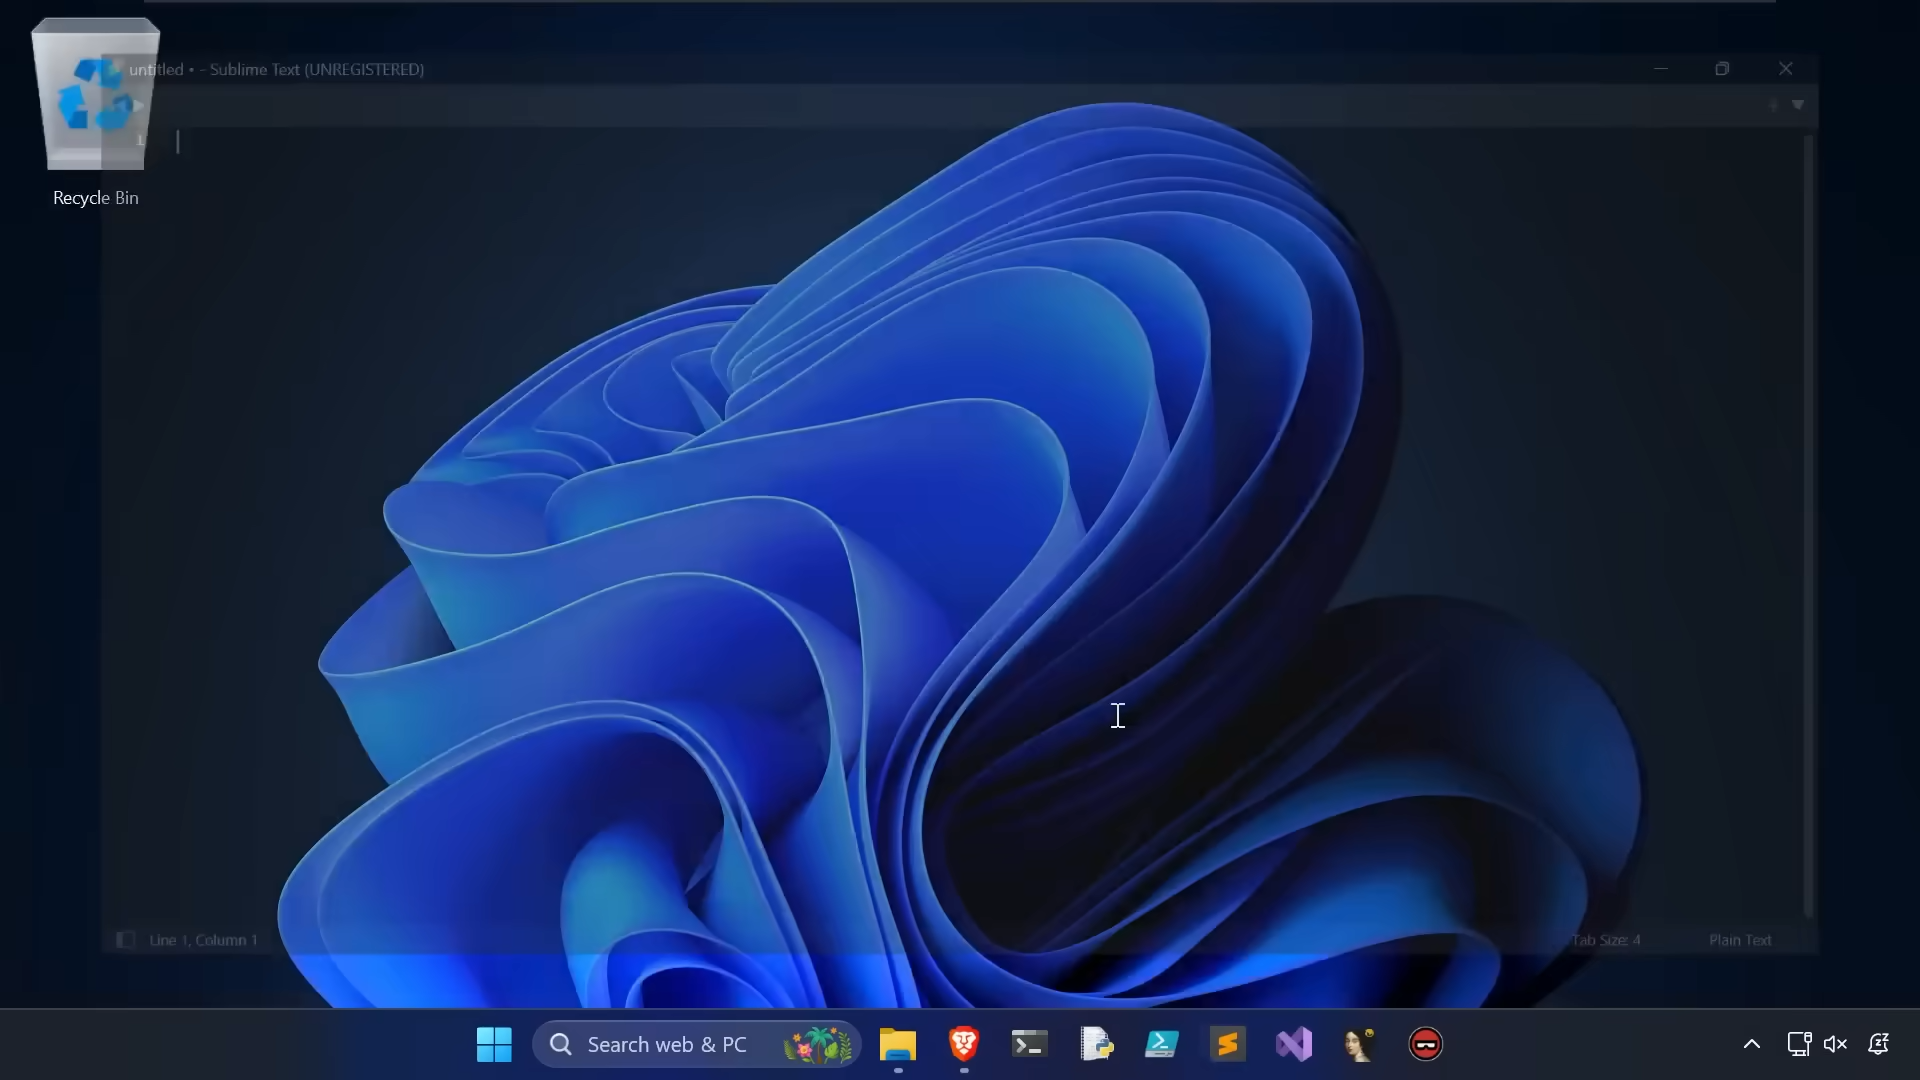 untitled • - Sublime Text (UNREGISTERED)
1
Recycle Bin
Line 1, Column 1
Tab Size: 4
Plain Text
Search web & PC